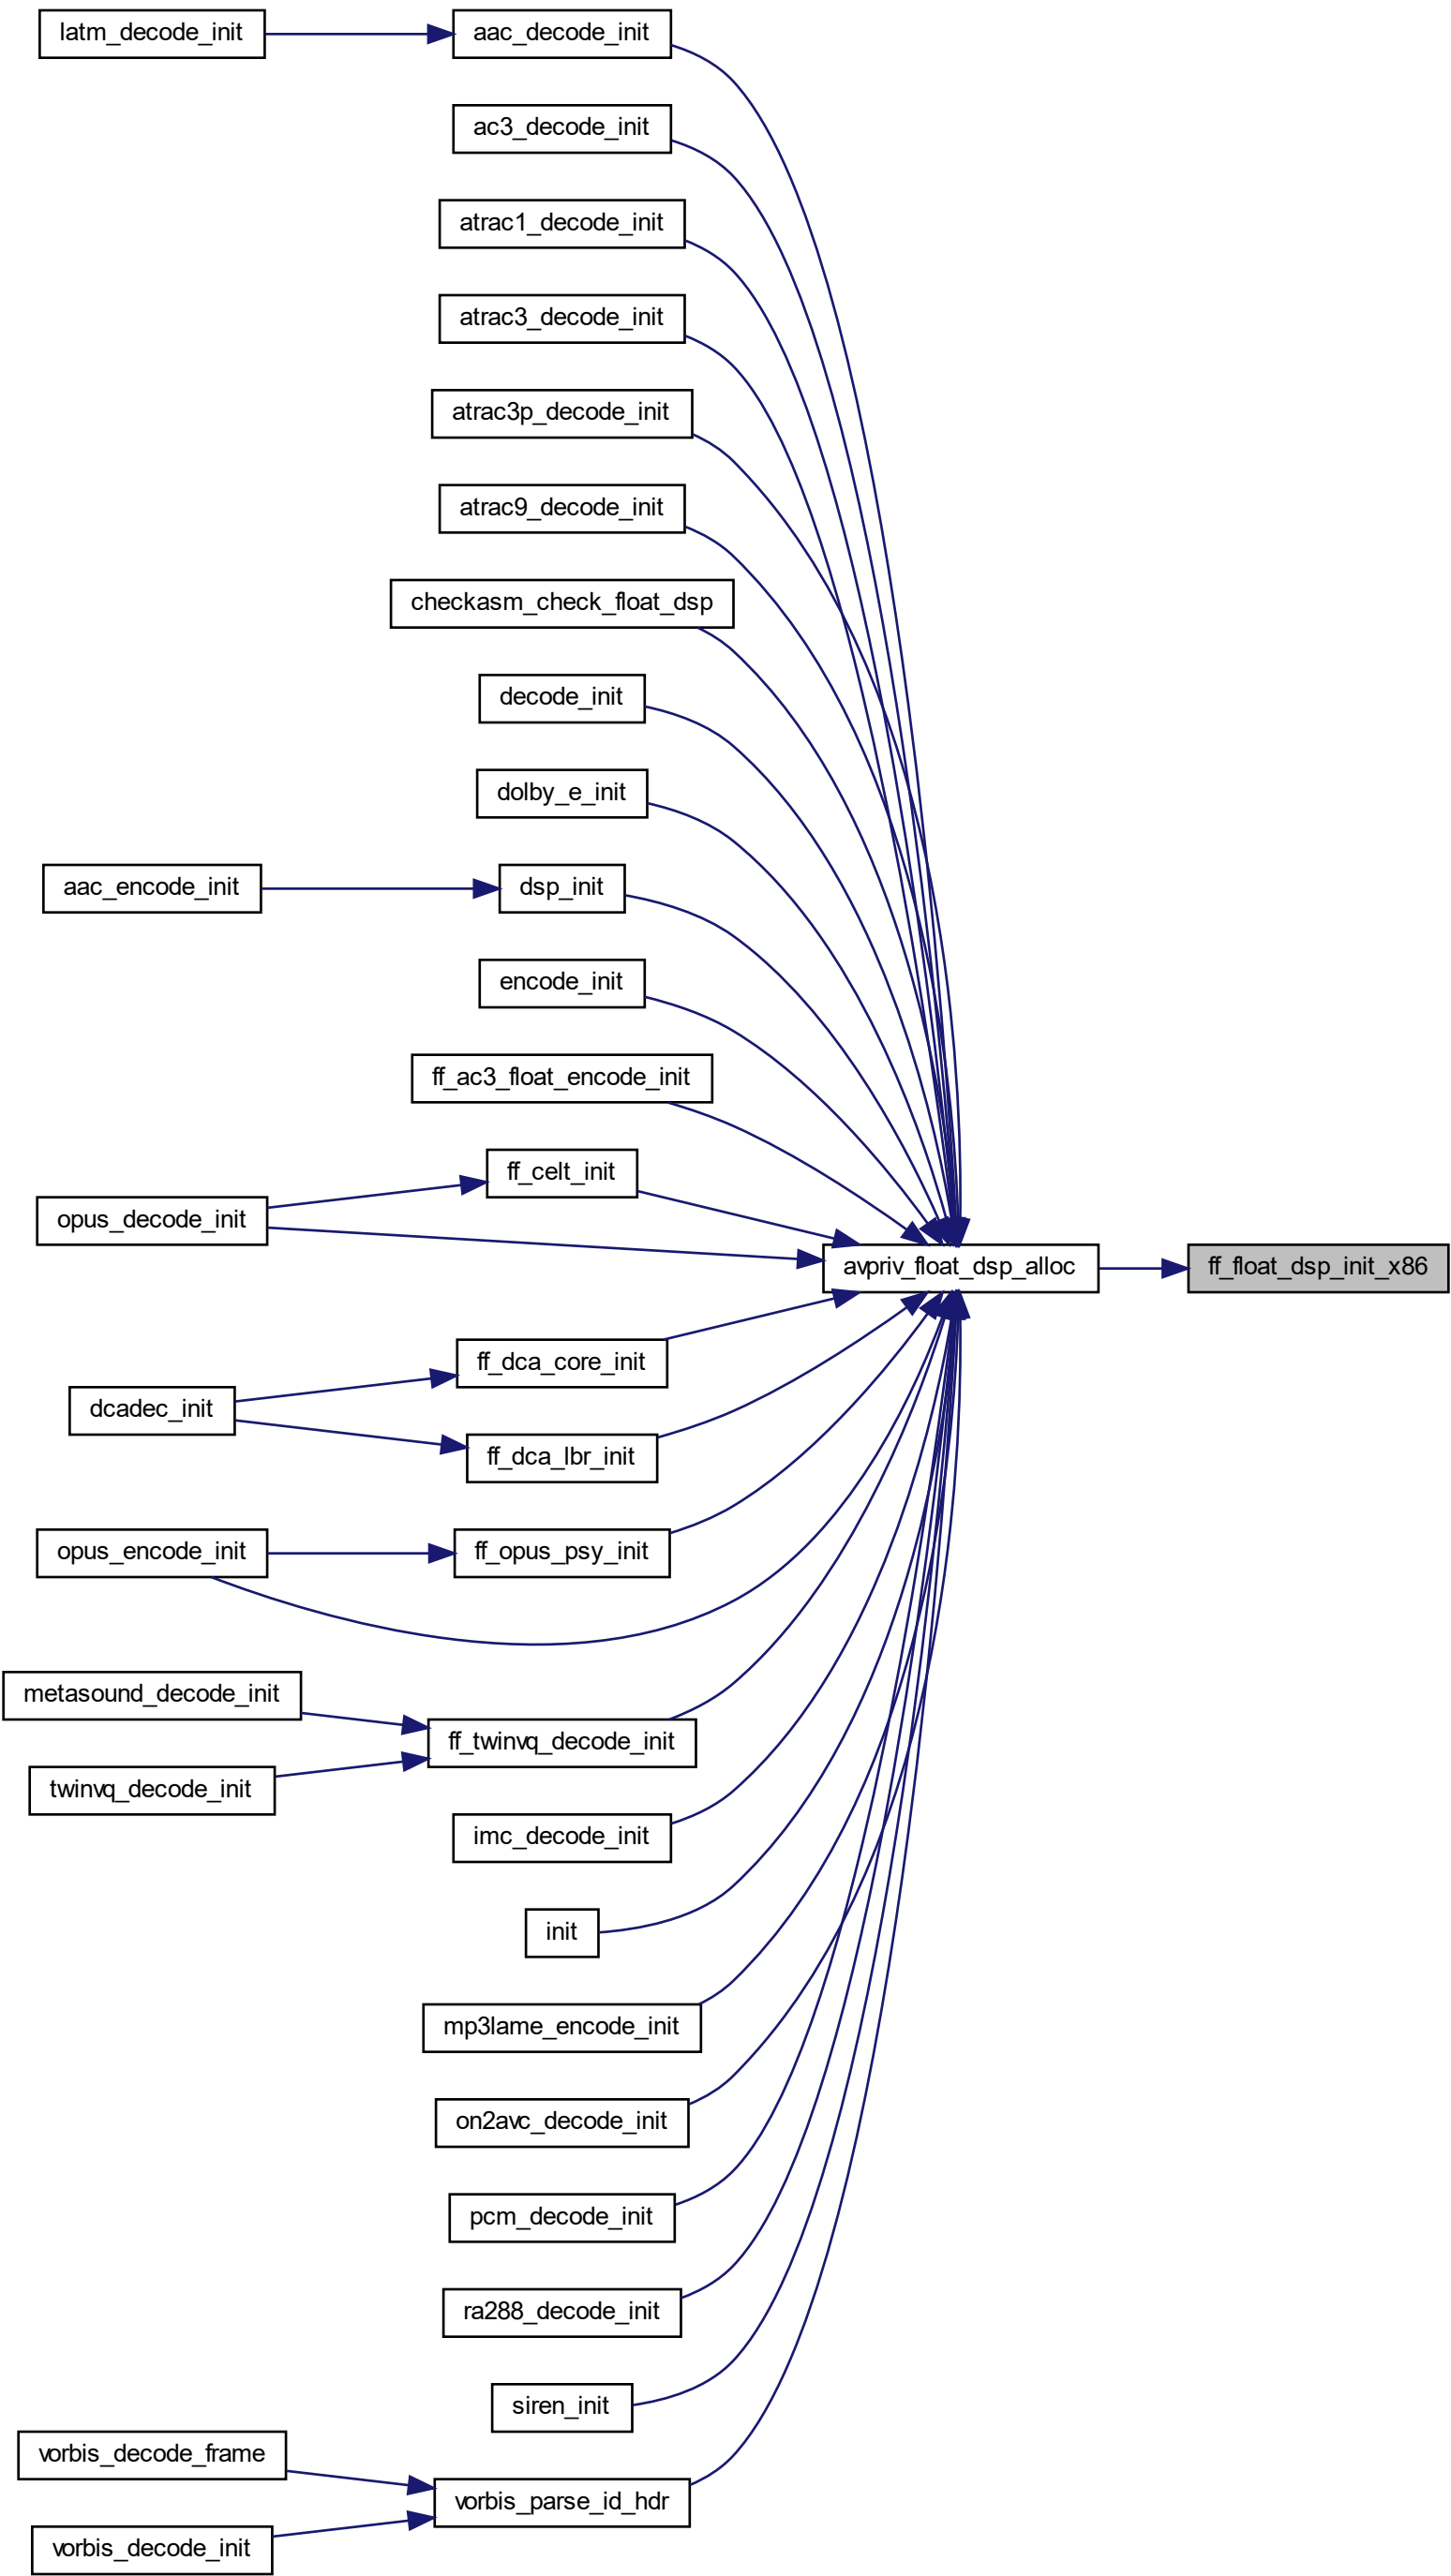 latm_decode_init
aac_decode_init
ac3_decode_init
atrac1_decode_init
atrac3_decode_init
atrac3p_decode_init
atrac9_decode_init
checkasm_check_float_dsp
decode_init
dolby_e_init
aac_encode_init
dsp_init
encode_init
ff_ac3_float_encode_init
ff_celt_init
opus_decode_init
avpriv_float_dsp_alloc
ff_float_dsp_init_x86
ff_dca_core_init
dcadec_init
ff_dca_lbr_init
opus_encode_init
ff_opus_psy_init
metasound_decode_init
ff_twinvq_decode_init
twinvq_decode_init
imc_decode_init
init
mp3lame_encode_init
on2avc_decode_init
pcm_decode_init
ra288_decode_init
siren_init
vorbis_decode_frame
vorbis_parse_id_hdr
vorbis_decode_init